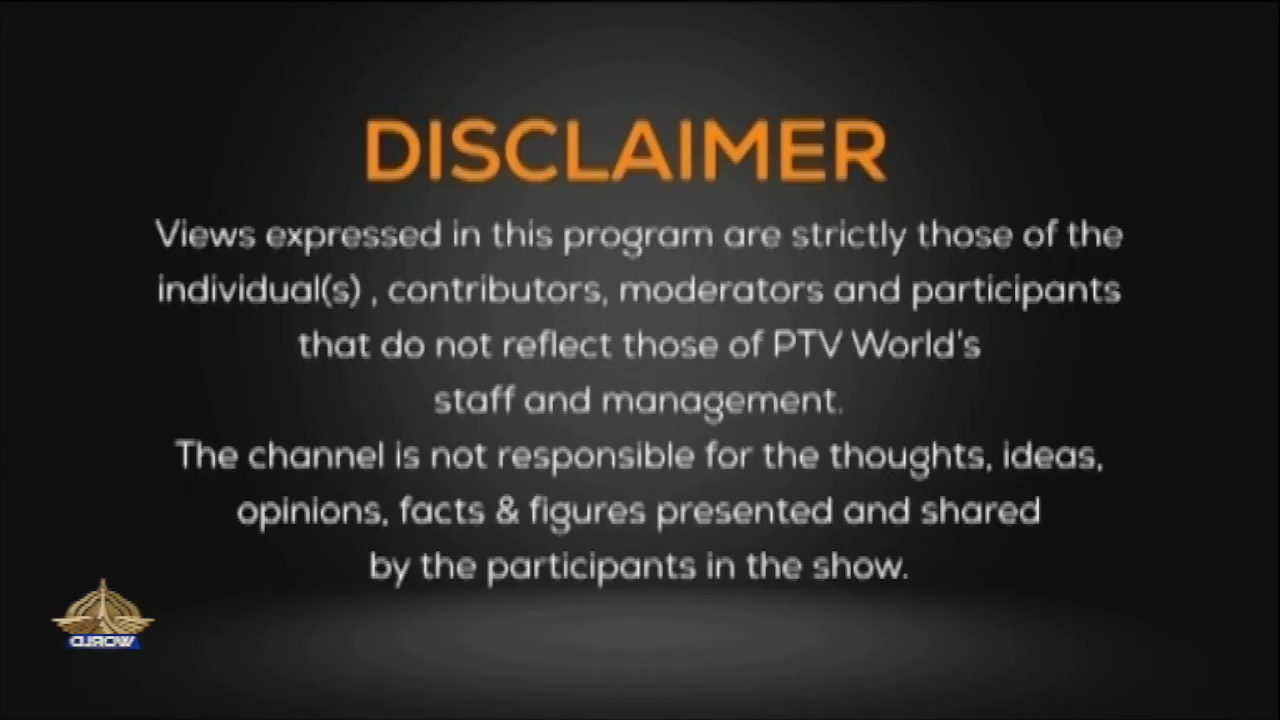 DISCLAIMER
Views expressed in this program are strictly those of the
individual(s) , contributors, moderators and participants
that do not reflect those of PTV World's
staff and management.
The channel is not responsible for the thoughts, ideas,
opinions, facts & figures presented and shared
by the participants in the show.
WORLD